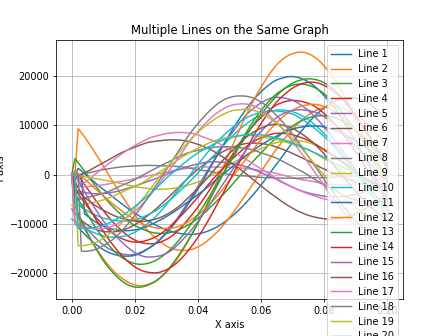 Multiple Lines on the Same Graph
20000
10000
0
−10000
−20000
axis
0.00
0.02
0.04
0.06
X axis
Line 1
Line 2
Line 3
Line 4
Line 5
Line 6
Line 7
Line 8
Line 9
Line 10
Line 11
Line 12
Line 13
Line 14
Line 15
Line 16
Line 17
Line 18
Line 19
Line 20